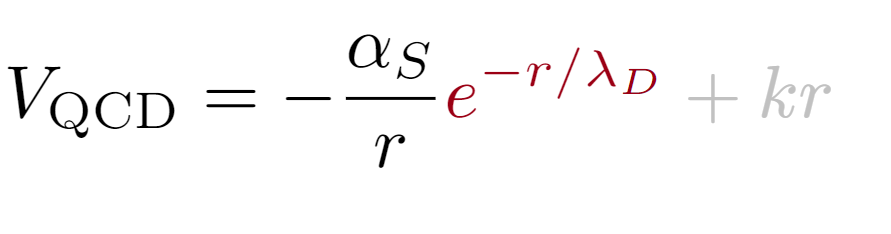 V_QCD = − α_S / r e^{−r/λ_D} + kr